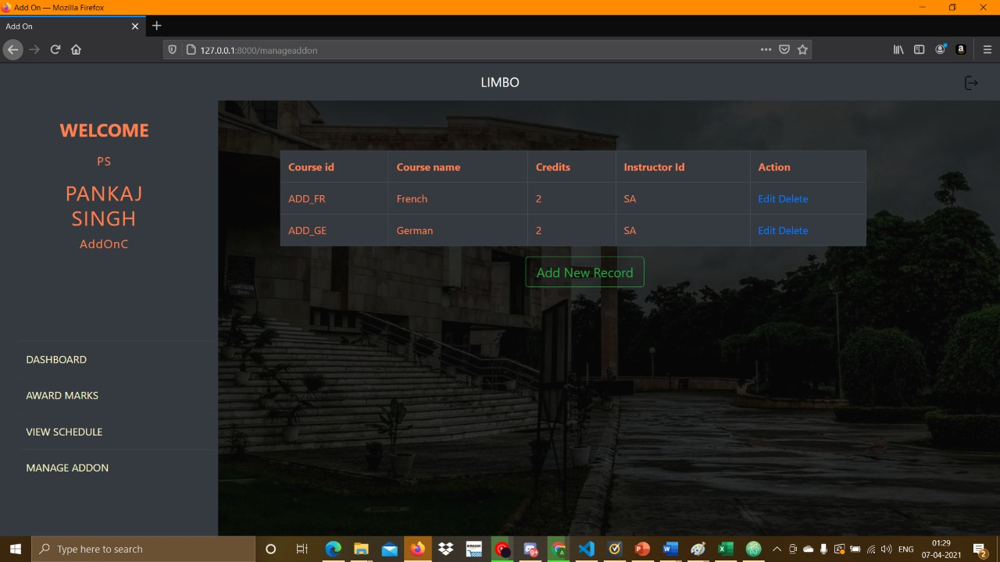 Add On — Mozilla Firefox
Add On
127.0.0.1:8000/manageaddon
LIMBO
WELCOME
PS
PANKAJ
SINGH
AddOnC
DASHBOARD
AWARD MARKS
VIEW SCHEDULE
MANAGE ADDON
Course id Course name Credits Instructor Id Action
ADD_FR French 2 SA Edit Delete
ADD_GE German 2 SA Edit Delete
Add New Record
Type here to search
ENG
01:29
07-04-2021
2